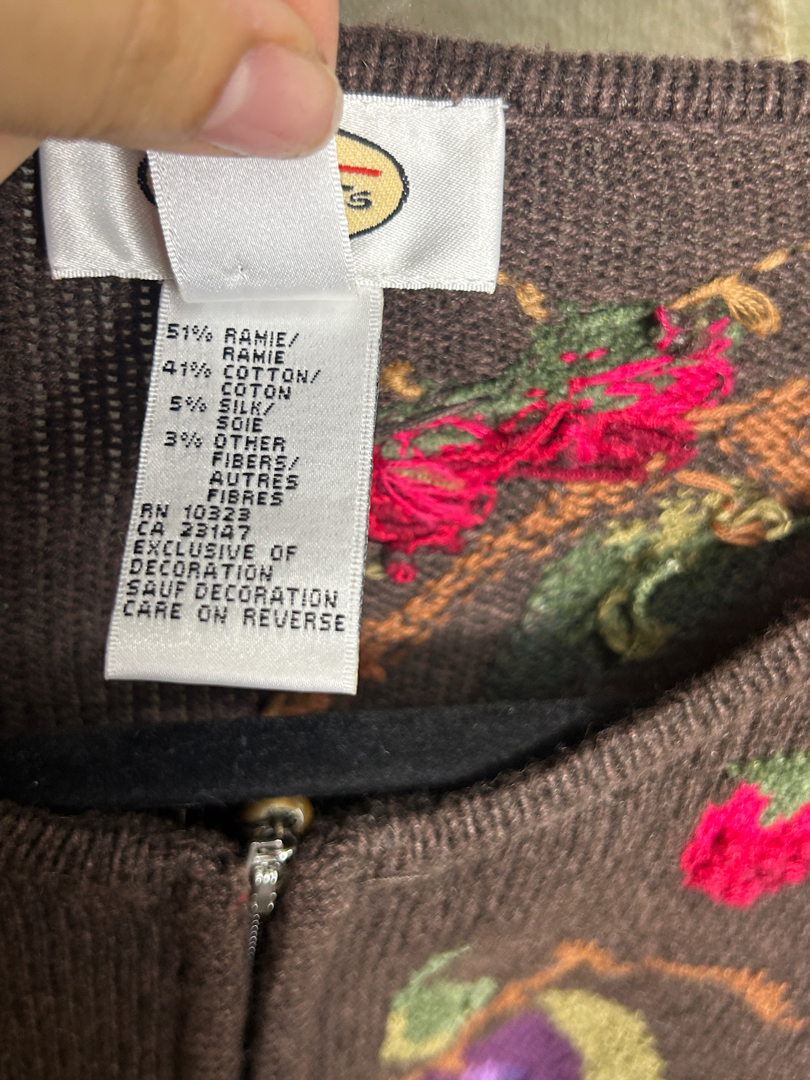 51% RAMIE/
RAMIE
41% COTTON/
COTON
5% SILK/
SOIE
3% OTHER
FIBERS/
AUTRES
FIBRES
RN 10323
CA 23147
EXCLUSIVE OF
DECORATION
SAUF DECORATION
CARE ON REVERSE